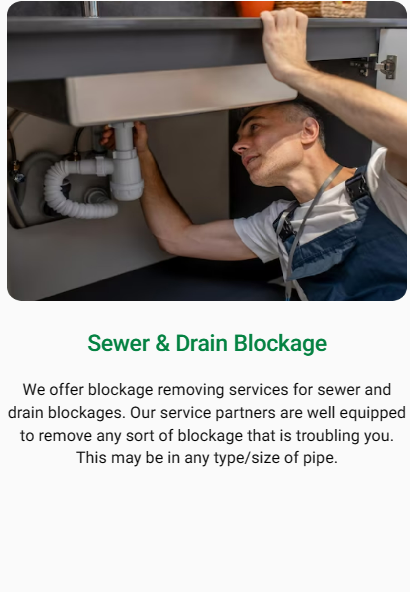 Sewer & Drain Blockage
We offer blockage removing services for sewer and
drain blockages. Our service partners are well equipped
to remove any sort of blockage that is troubling you.
This may be in any type/size of pipe.